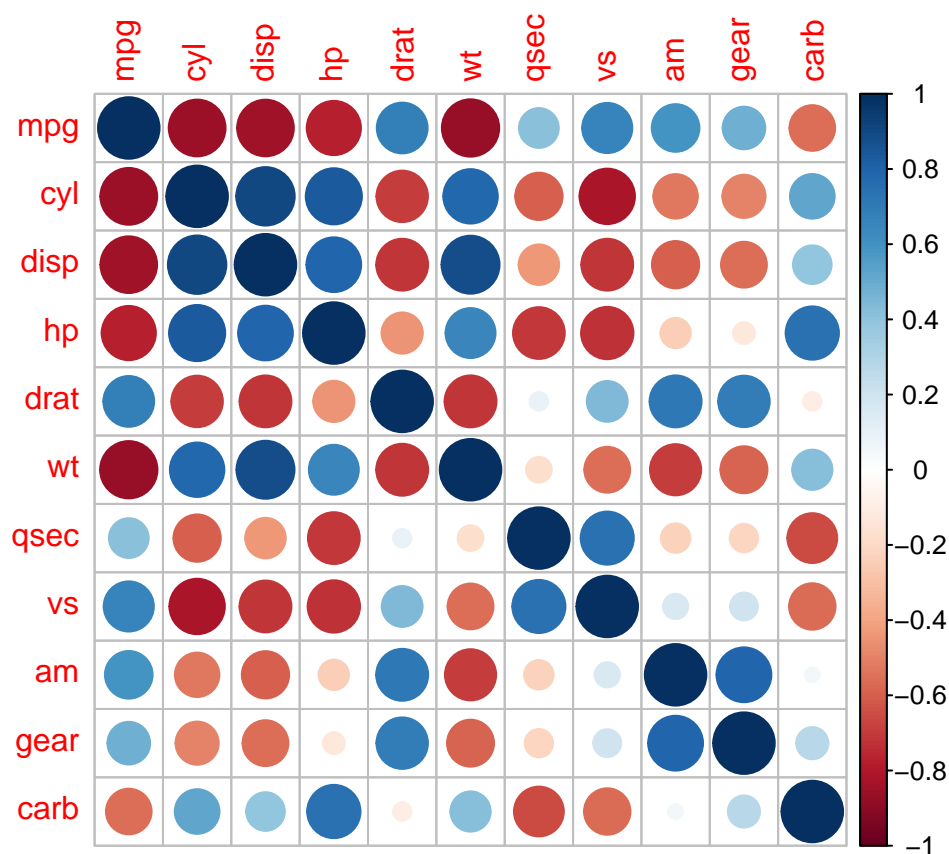 mpg cyl disp hp drat wt qsec vs am gear carb
mpg
cyl
disp
hp
drat
wt
qsec
vs
am
gear
carb
1
0.8
0.6
0.4
0.2
0
−0.2
−0.4
−0.6
−0.8
−1